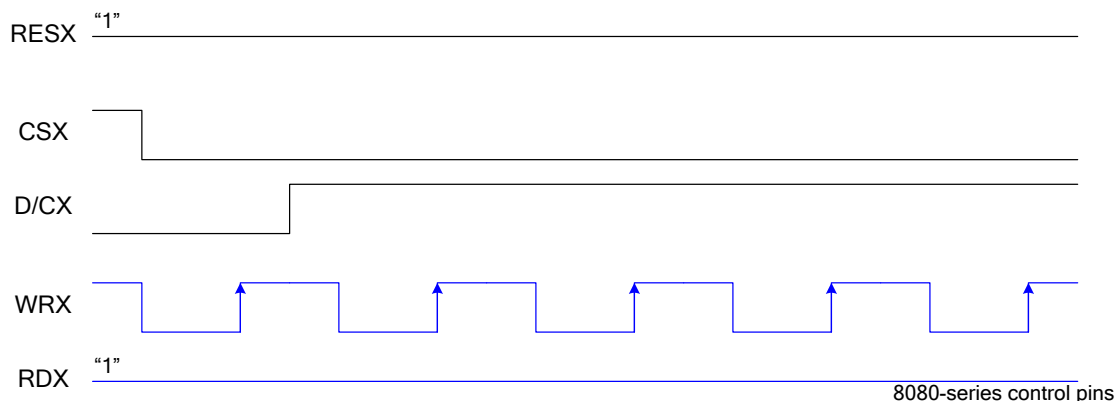 RESX “1”
CSX
D/CX
WRX
RDX “1”
8080-series control pins